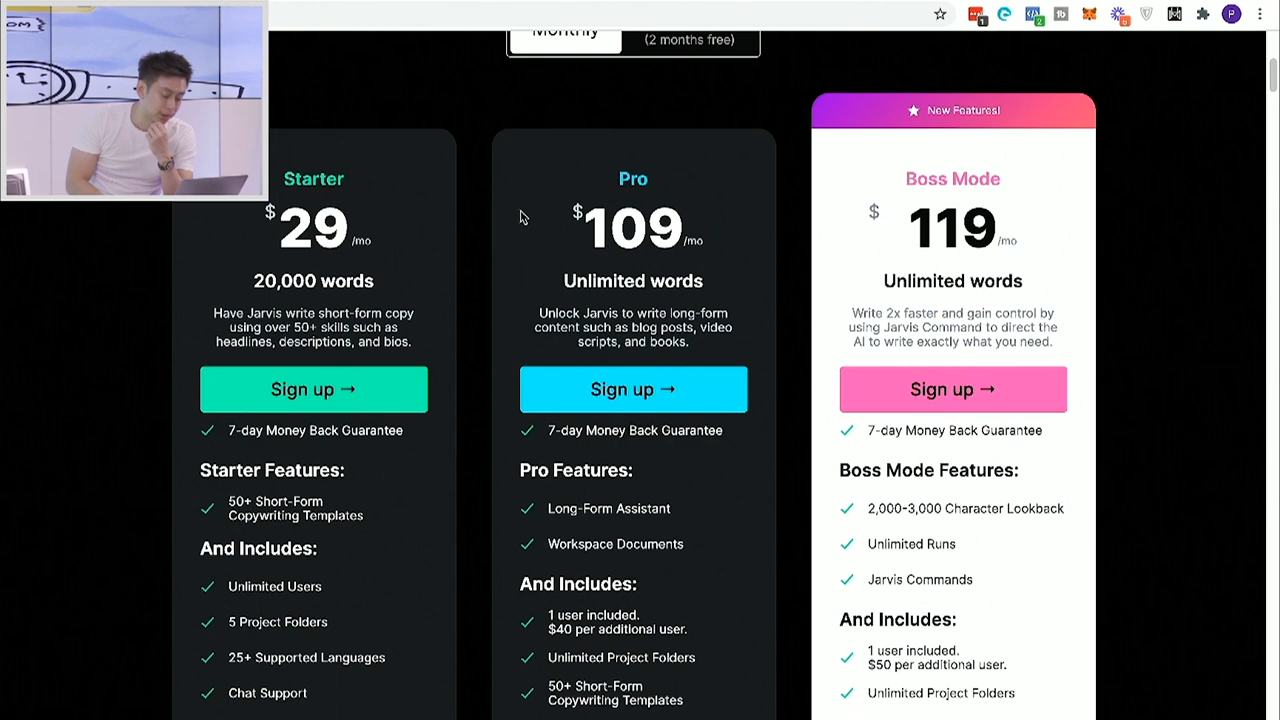 Monthly
(2 months free)
New Features!
Starter
$29/mo
20,000 words
Have Jarvis write short-form copy
using over 50+ skills such as
headlines, descriptions, and bios.
Sign up →
7-day Money Back Guarantee
Starter Features:
50+ Short-Form
Copywriting Templates
And Includes:
Unlimited Users
5 Project Folders
25+ Supported Languages
Chat Support
Pro
$109/mo
Unlimited words
Unlock Jarvis to write long-form
content such as blog posts, video
scripts, and books.
Sign up →
7-day Money Back Guarantee
Pro Features:
Long-Form Assistant
Workspace Documents
And Includes:
1 user included.
$40 per additional user.
Unlimited Project Folders
50+ Short-Form
Copywriting Templates
Boss Mode
$119/mo
Unlimited words
Write 2x faster and gain control by
using Jarvis Command to direct the
AI to write exactly what you need.
Sign up →
7-day Money Back Guarantee
Boss Mode Features:
2,000-3,000 Character Lookback
Unlimited Runs
Jarvis Commands
And Includes:
1 user included.
$50 per additional user.
Unlimited Project Folders